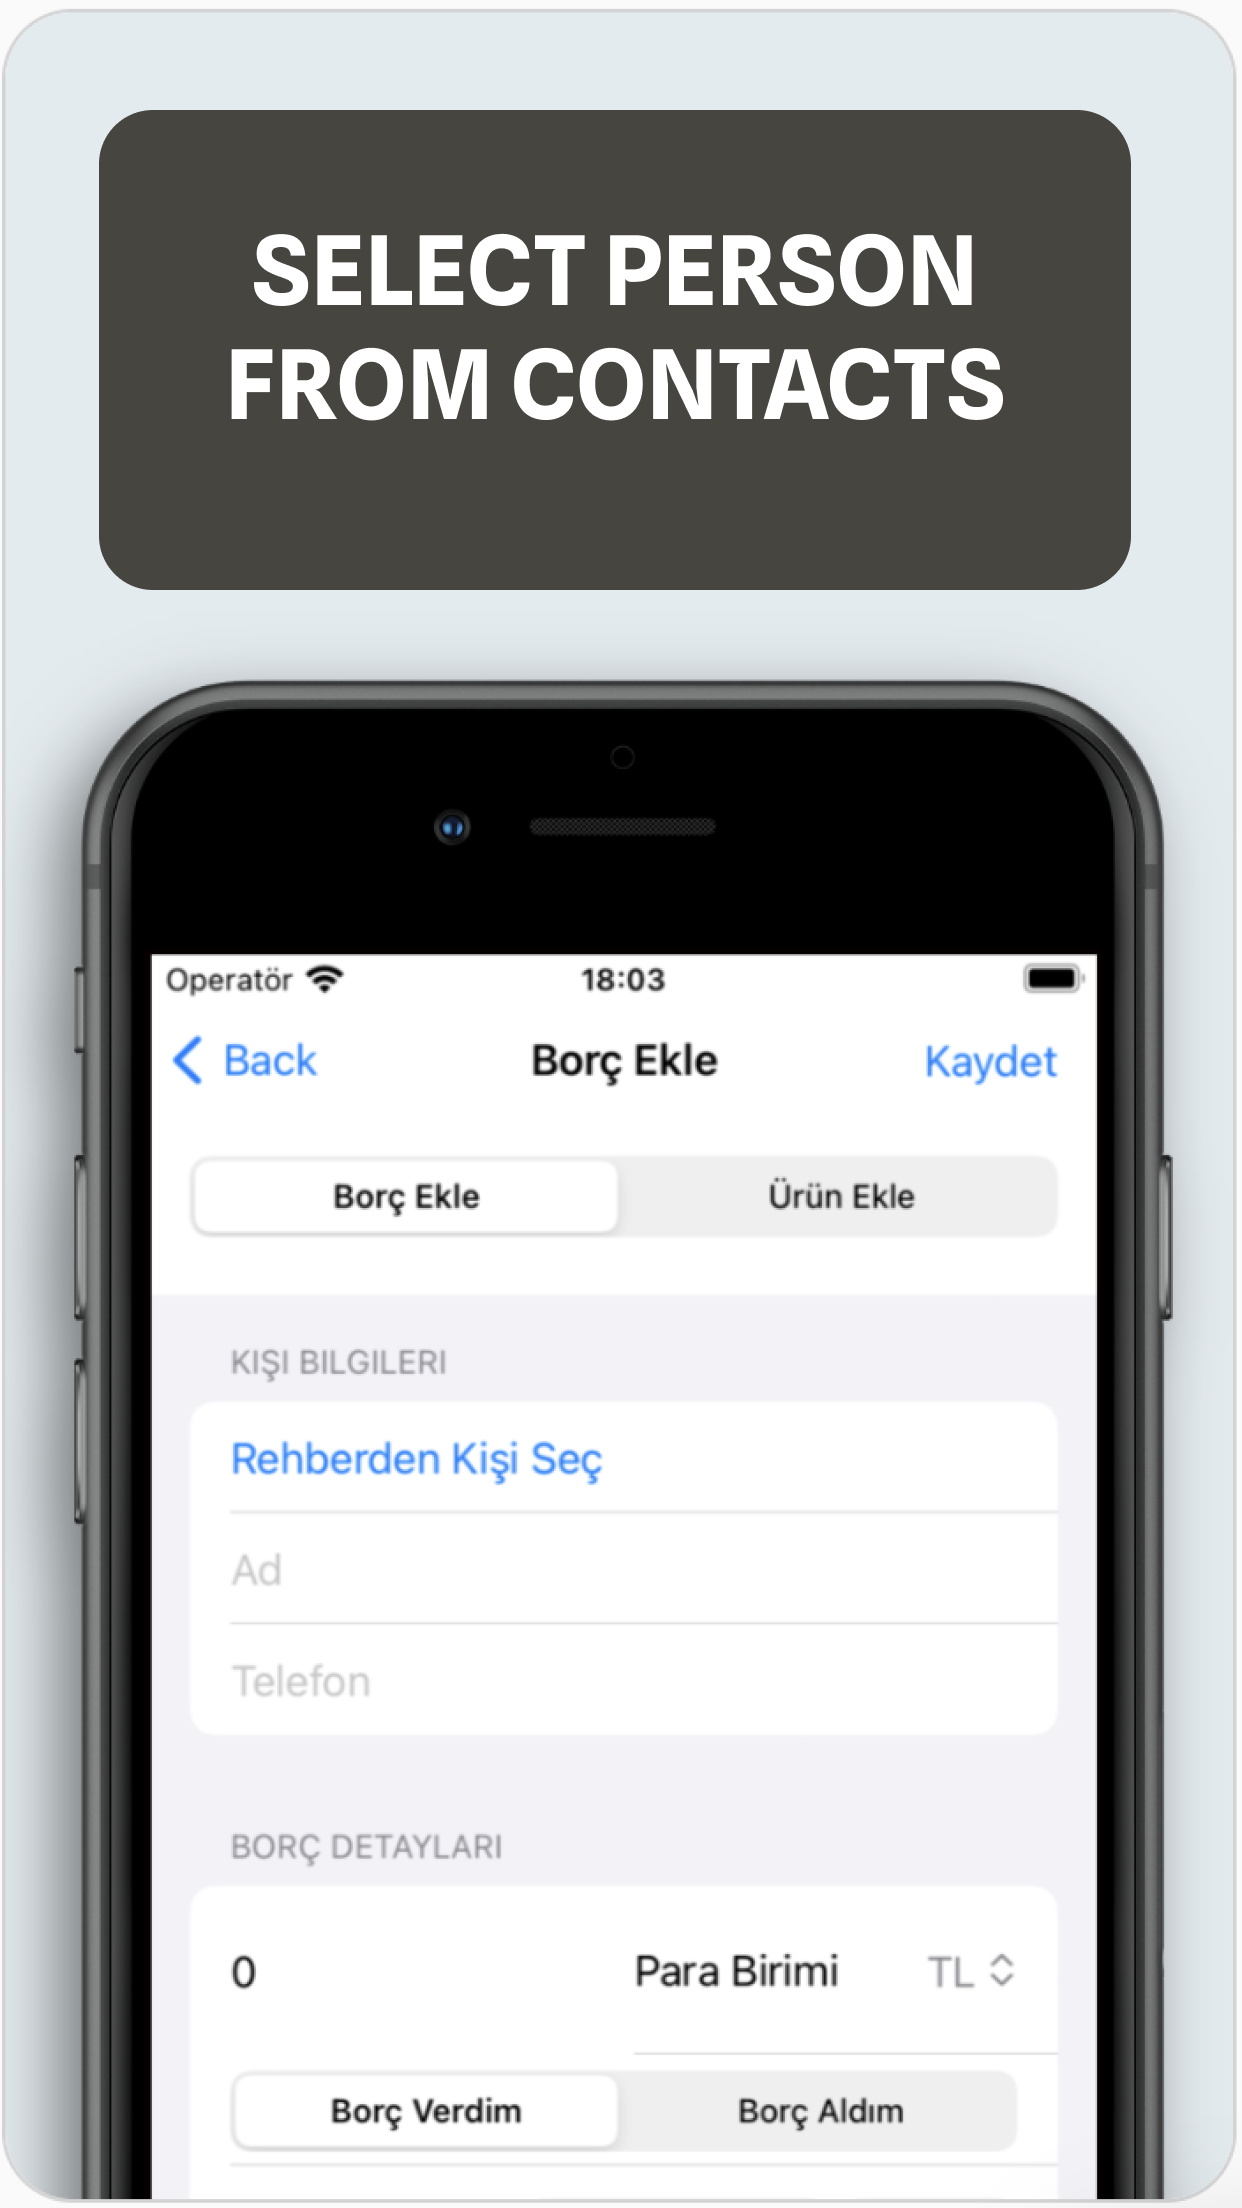 SELECT PERSON
FROM CONTACTS
Operatör 18:03
Back Borç Ekle Kaydet
Borç Ekle Ürün Ekle
KIŞI BILGILERI
Rehberden Kişi Seç
Ad
Telefon
BORÇ DETAYLARI
0 Para Birimi TL
Borç Verdim Borç Aldım